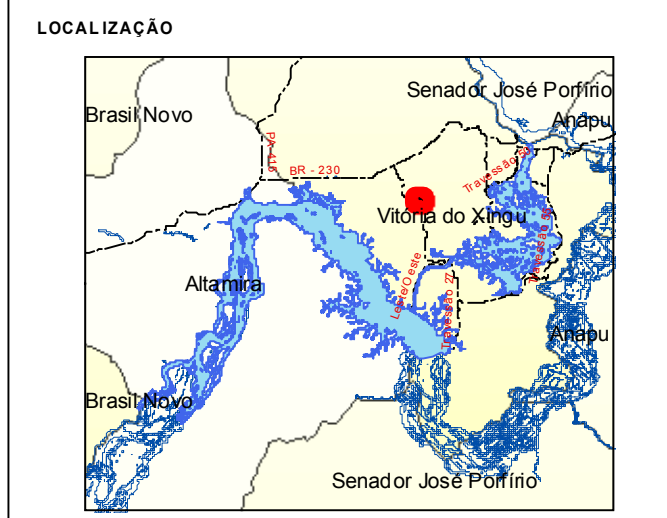 LOCALIZAÇÃO
Senador José Porfírio
Brasil Novo
Anapu
PA-415
BR - 230
Vitória do Xingu
Leste/Oeste
Travessão 27
Altamira
Anapu
Brasil Novo
Senador José Porfírio